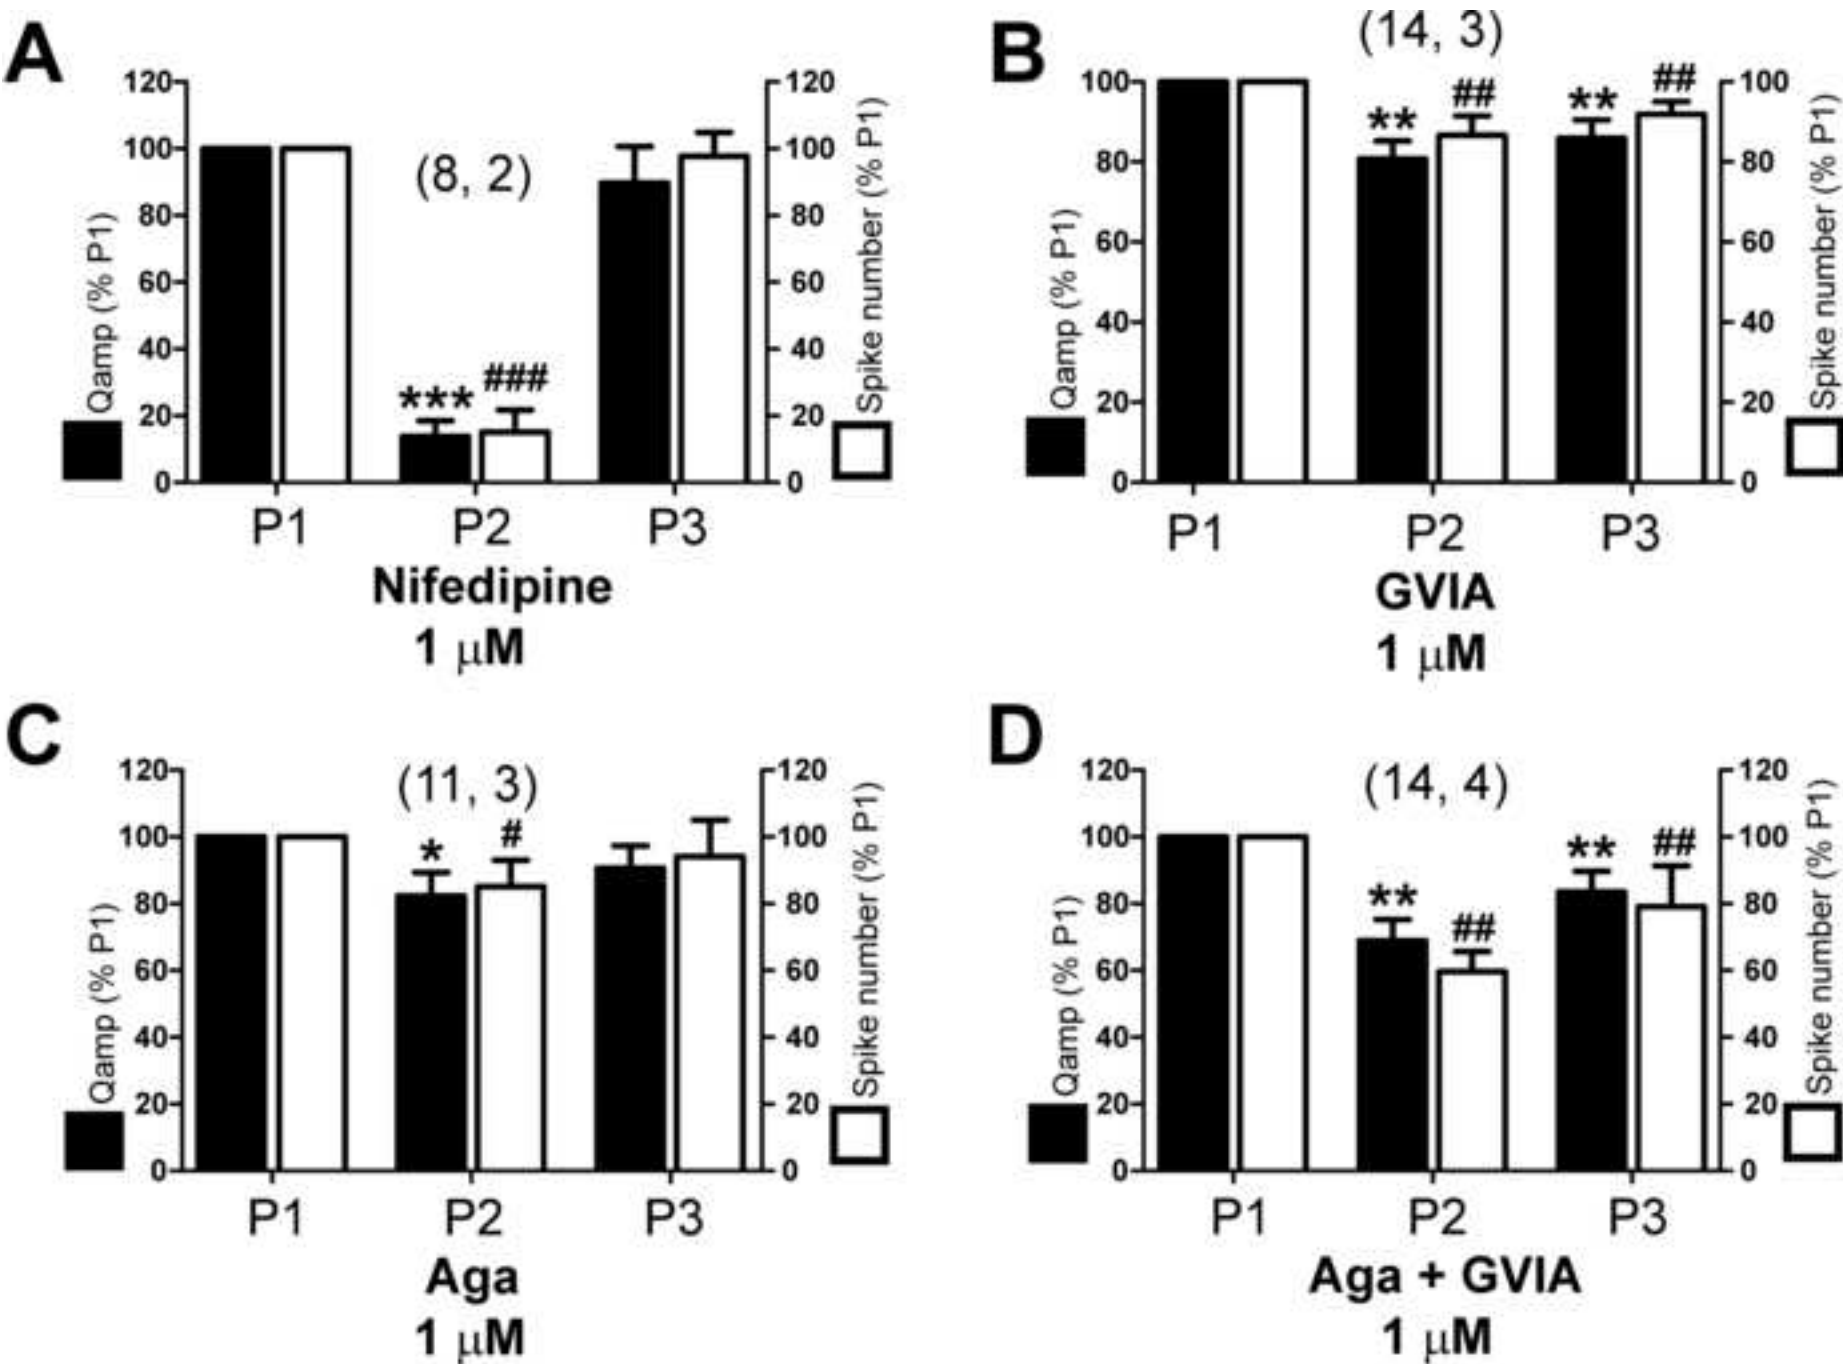 A
120
100
80
60
40
20
0
Qamp (% P1)
(8, 2)
***
###
120
100
80
60
40
20
0
Spike number (% P1)
P1 P2 P3
Nifedipine
1 μM
B
100
80
60
40
20
0
Qamp (% P1)
(14, 3)
**
##
**
##
100
80
60
40
20
0
Spike number (% P1)
P1 P2 P3
GVIA
1 μM
C
120
100
80
60
40
20
0
Qamp (% P1)
(11, 3)
*
#
120
100
80
60
40
20
0
Spike number (% P1)
P1 P2 P3
Aga
1 μM
D
120
100
80
60
40
20
0
Qamp (% P1)
(14, 4)
**
##
**
##
120
100
80
60
40
20
0
Spike number (% P1)
P1 P2 P3
Aga + GVIA
1 μM